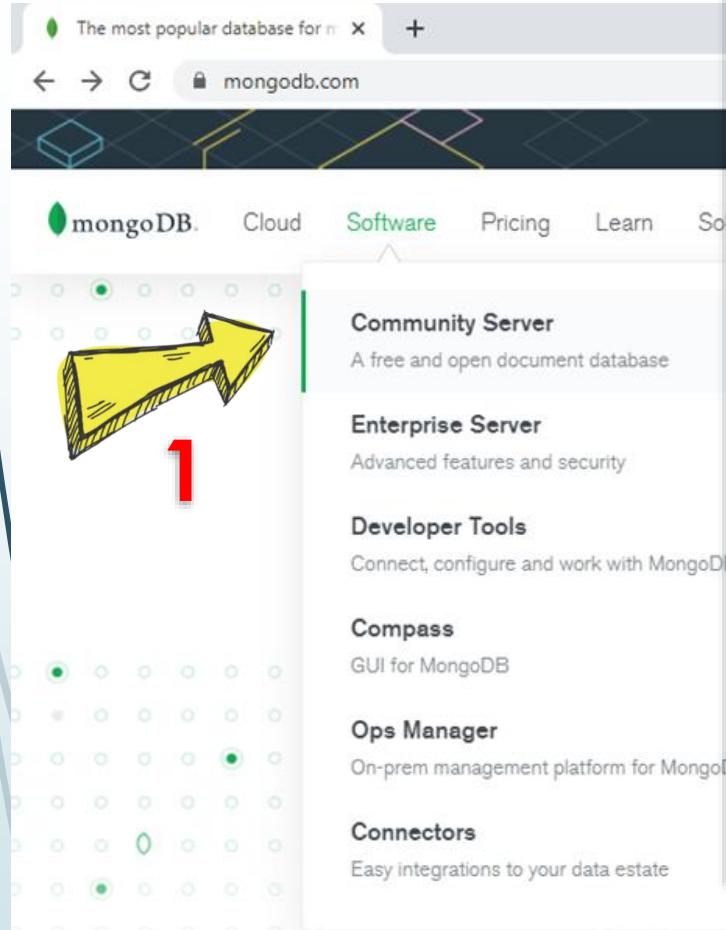 The most popular database for m
mongodb.com
mongoDB. Cloud Software Pricing Learn So
Community Server
A free and open document database
1
Enterprise Server
Advanced features and security
Developer Tools
Connect, configure and work with MongoD
Compass
GUI for MongoDB
Ops Manager
On-prem management platform for Mongo
Connectors
Easy integrations to your data estate